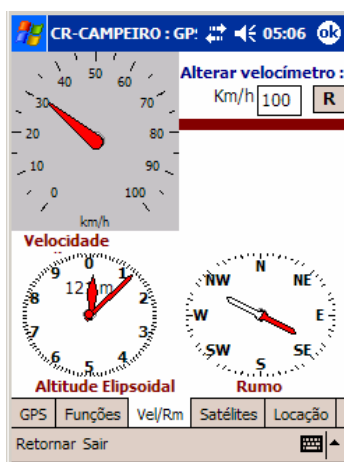 CR-CAMPEIRO : GP: 05:06 ok
Alterar velocímetro :
Km/h 100 R
0 10 20 30 40 50 60 70 80 90 100
km/h
Velocidade
0 1 2 3 4 5 6 7 8 9
N NE E SE S SW W NW
Altitude Elipsoidal Rumo
GPS Funções Vel/Rm Satélites Locação
Retornar Sair